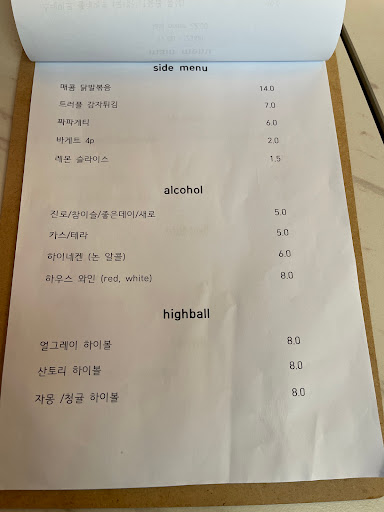 side menu
매콤 닭발볶음 14.0
트러플 감자튀김 7.0
짜파게티 6.0
바게트 4p 2.0
레몬 슬라이스 1.5
alcohol
진로/참이슬/좋은데이/새로 5.0
카스/테라 5.0
하이네켄 (논 알콜) 6.0
하우스 와인 (red, white) 8.0
highball
얼그레이 하이볼 8.0
산토리 하이볼 8.0
자몽 /청귤 하이볼 8.0